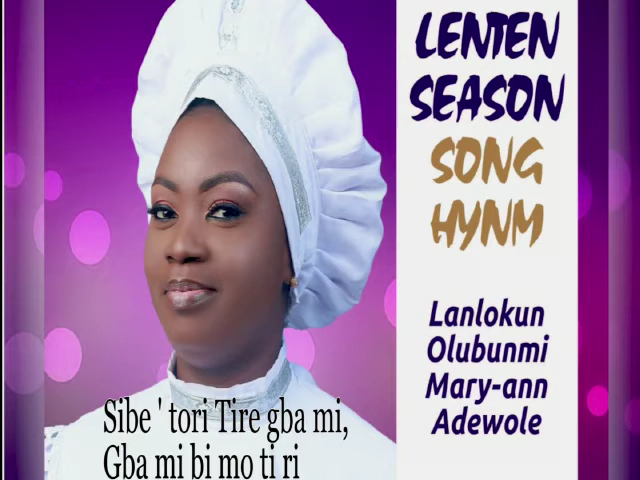 LENTEN
SEASON
SONG
HYNM
Lanlokun
Olubunmi
Mary-ann
Adewole
Sibe ' tori Tire gba mi,
Gba mi bi mo ti ri